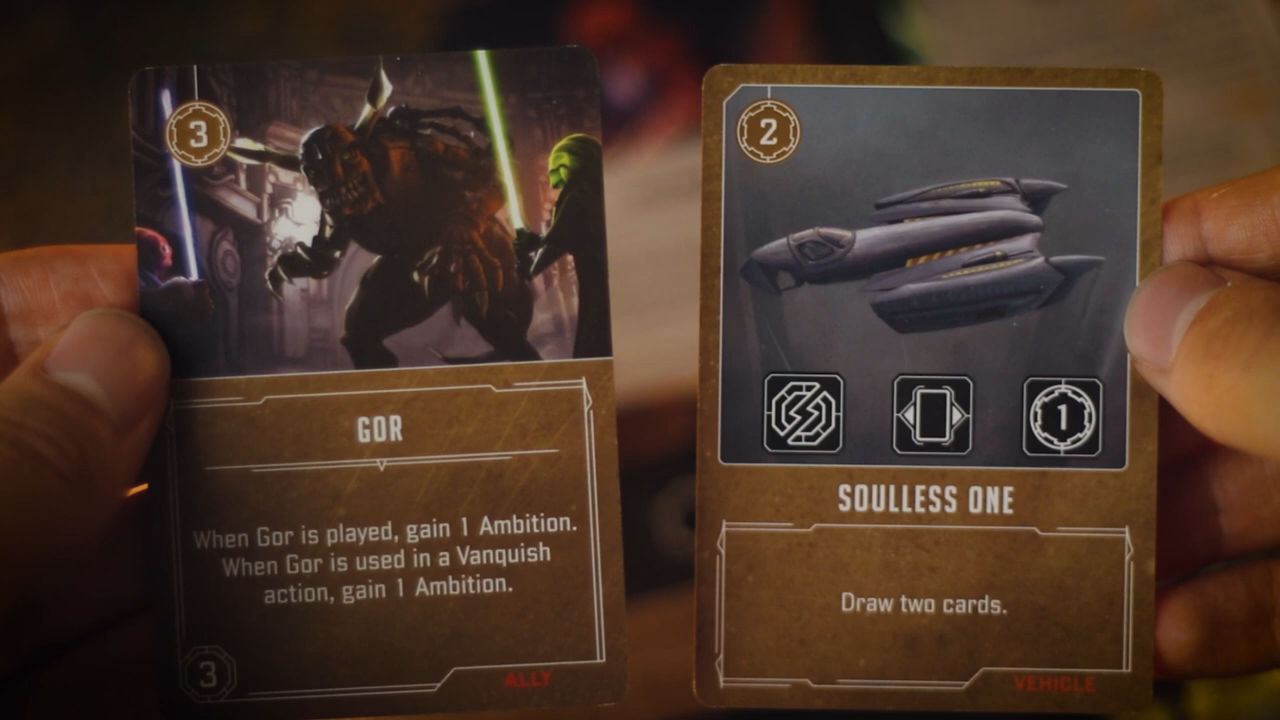 3
GOR
When Gor is played, gain 1 Ambition.
When Gor is used in a Vanquish
action, gain 1 Ambition.
3
ALLY
2
1
SOULLESS ONE
Draw two cards.
VEHICLE